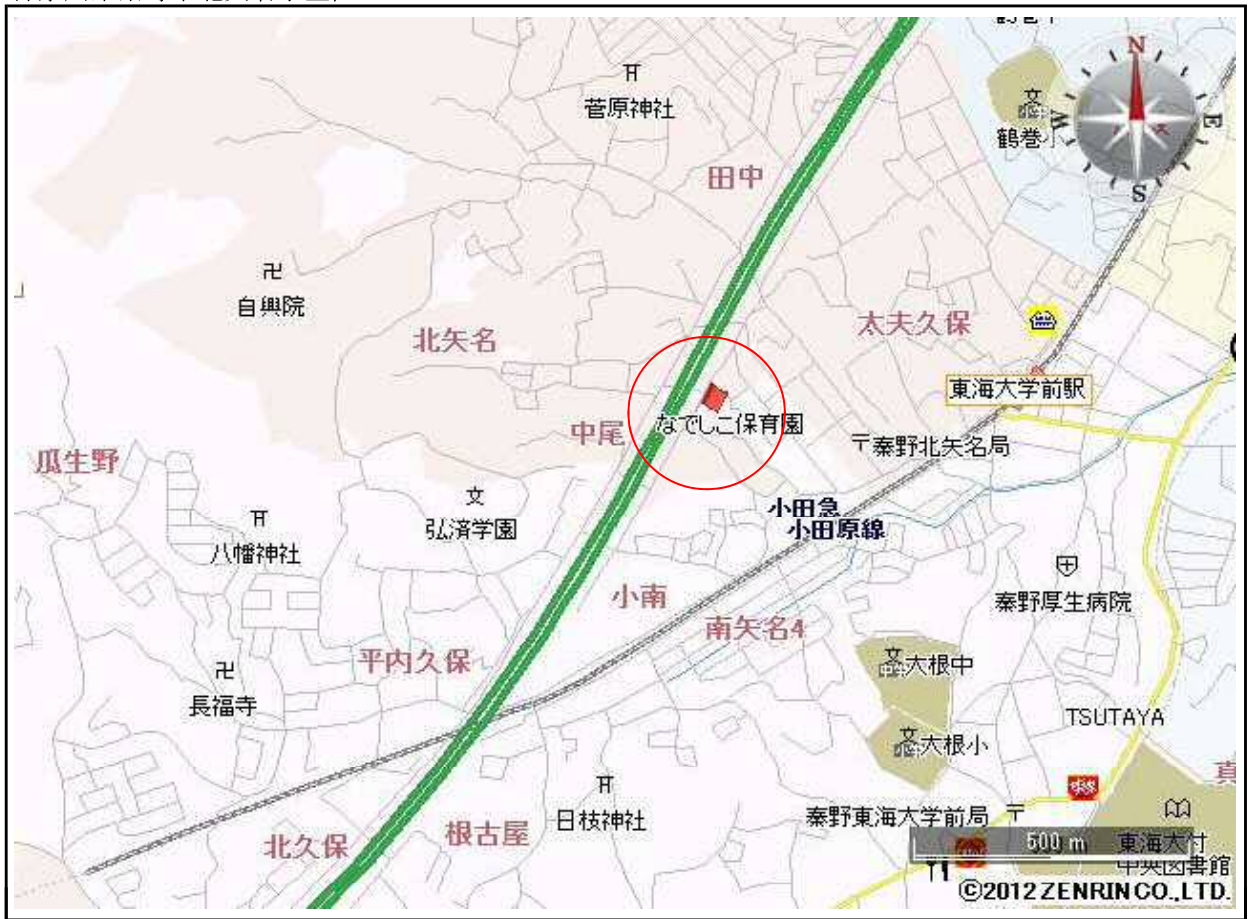 N
W
E
S
菅原神社
鶴巻小
田中
自興院
北矢名
太夫久保
東海大学前駅
なでしこ保育園
中尾
秦野北矢名局
瓜生野
弘済学園
小田急
小田原線
八幡神社
小南
秦野厚生病院
南矢名4
平内久保
大根中
長福寺
TSUTAYA
大根小
真
日枝神社
秦野東海大学前局
根古屋
北久保
500 m
東海大付
中央図書館
©2012 ZENRIN CO., LTD.